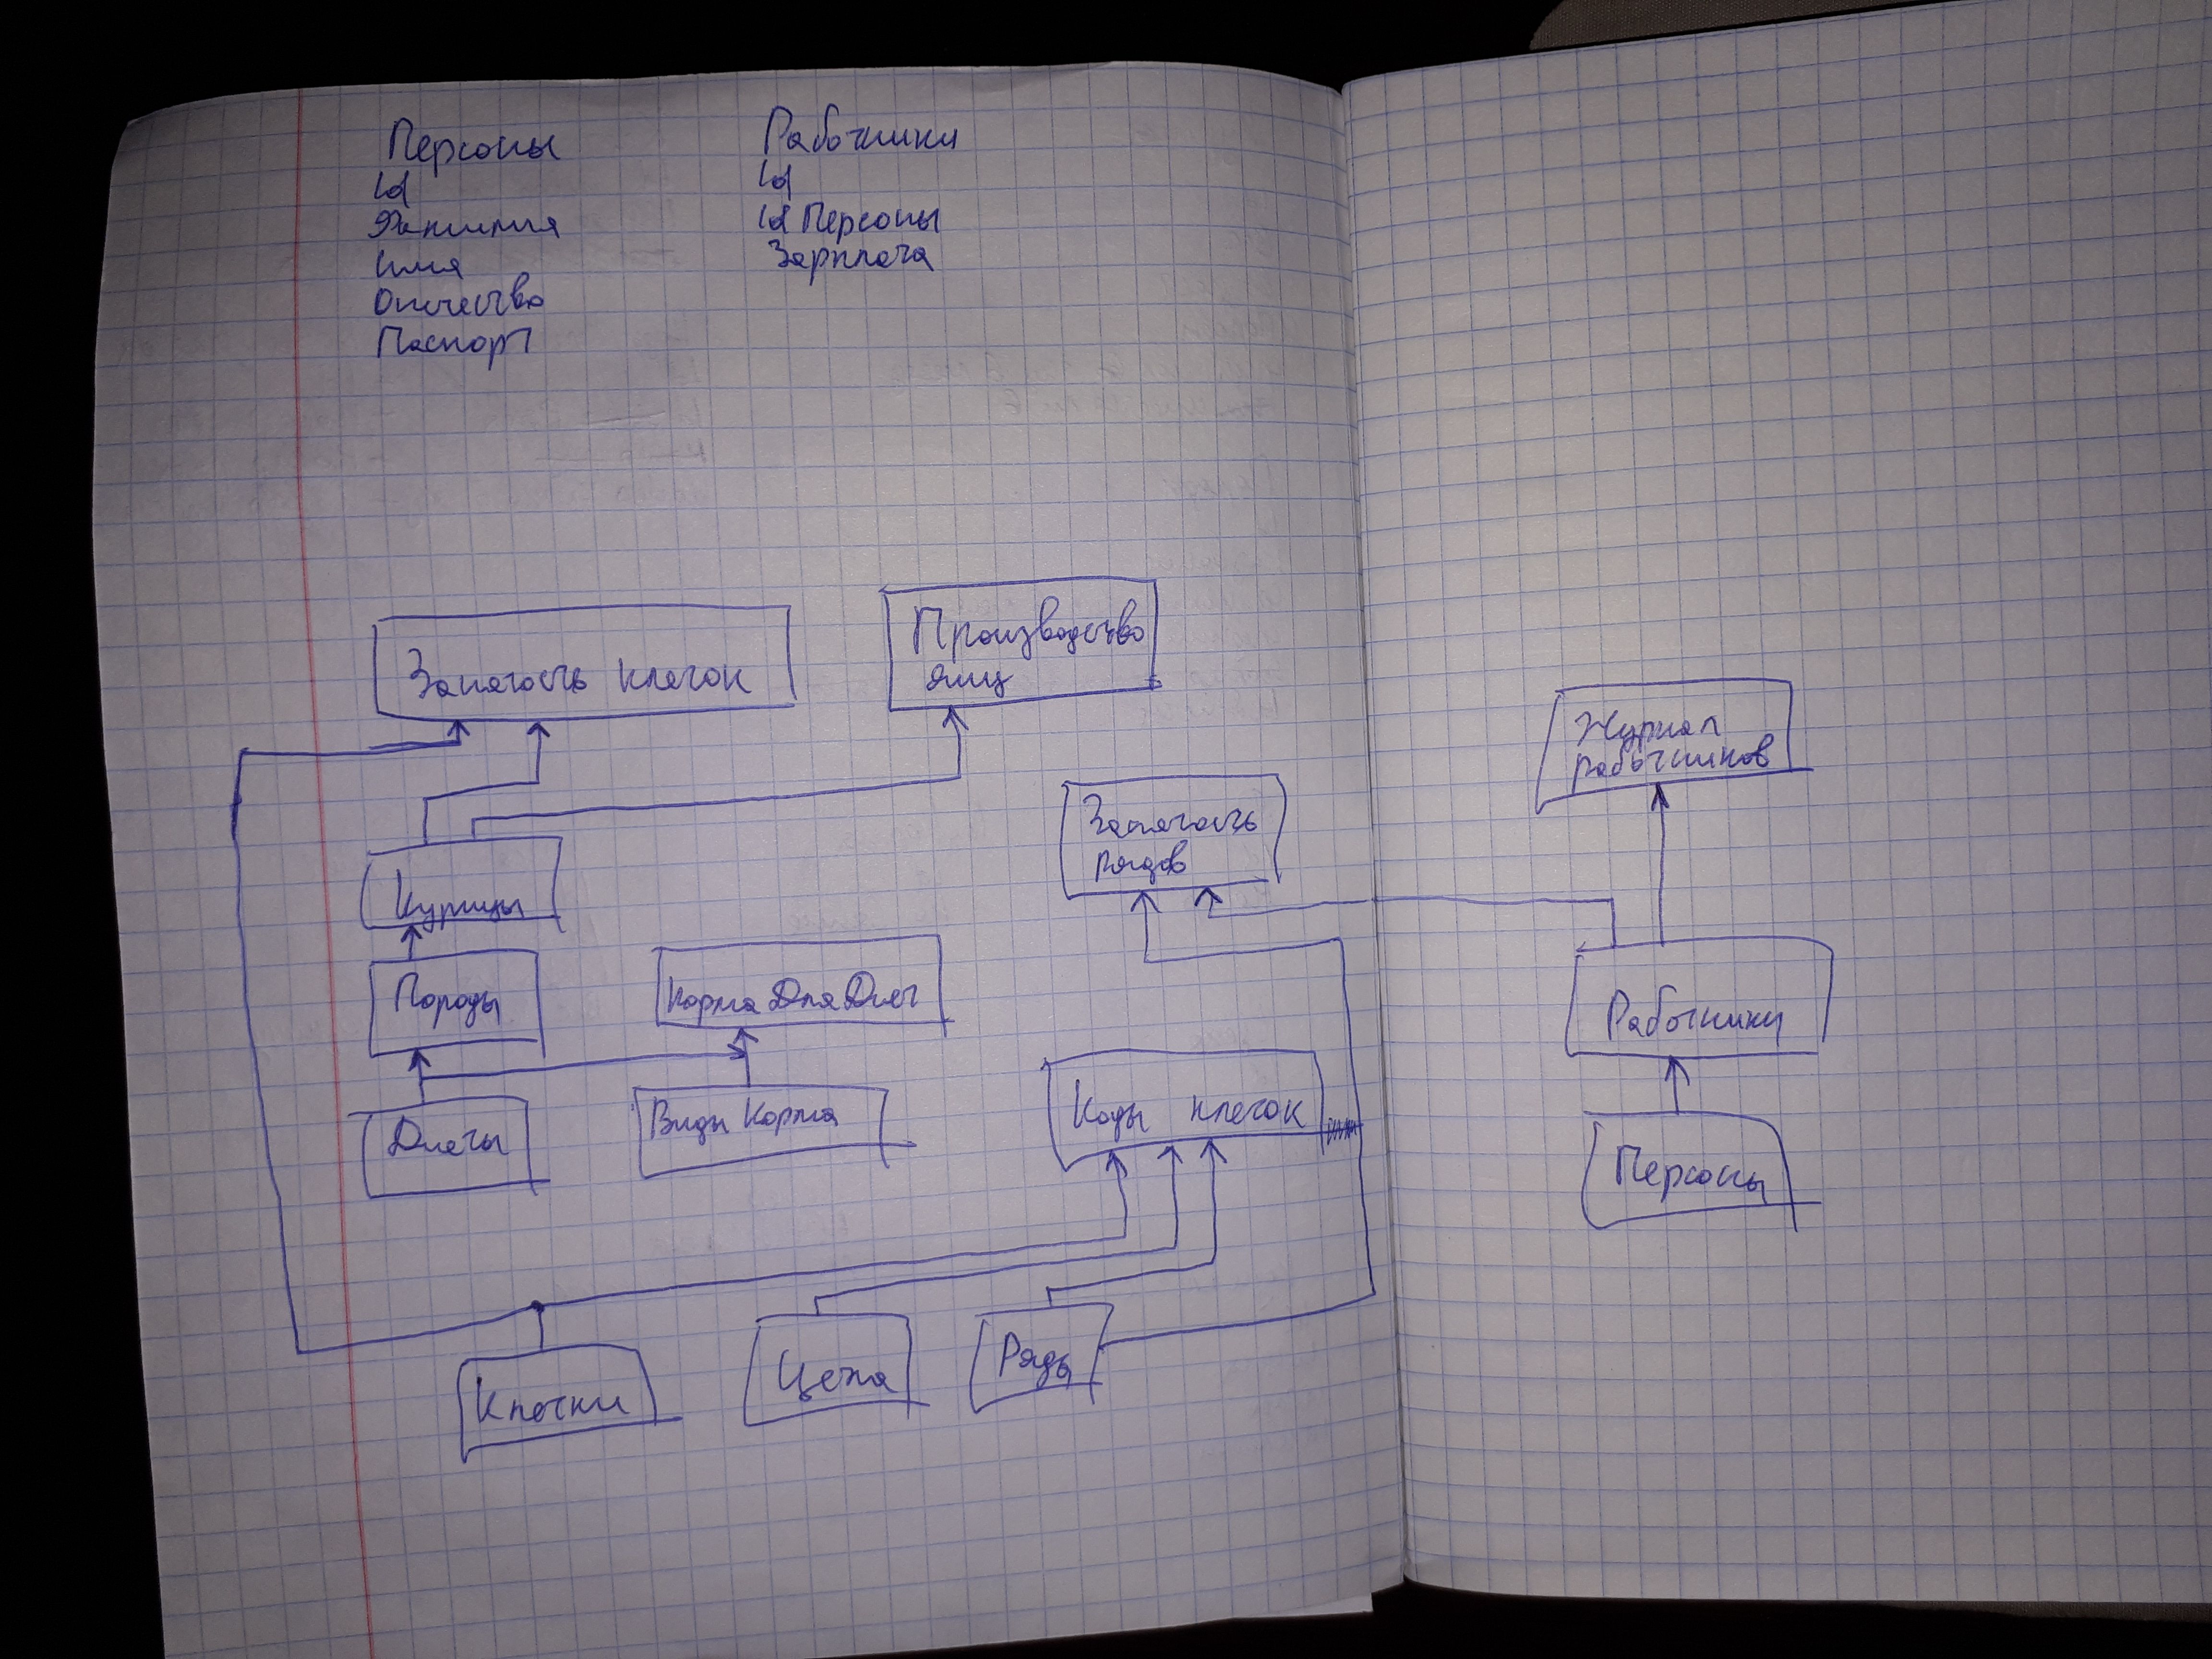 Персоны
Id
Фамилия
Имя
Отчество
Паспорт
Работники
Id
Id Персоны
Зарплата
Занятость клеток
Производство
яиц
Журнал
работников
Занятость
рядов
Курицы
Породы
Корма Для Диет
Работники
Диеты
Виды Корма
Коды клеток
Персоны
Клетки
Цеха
Ряды